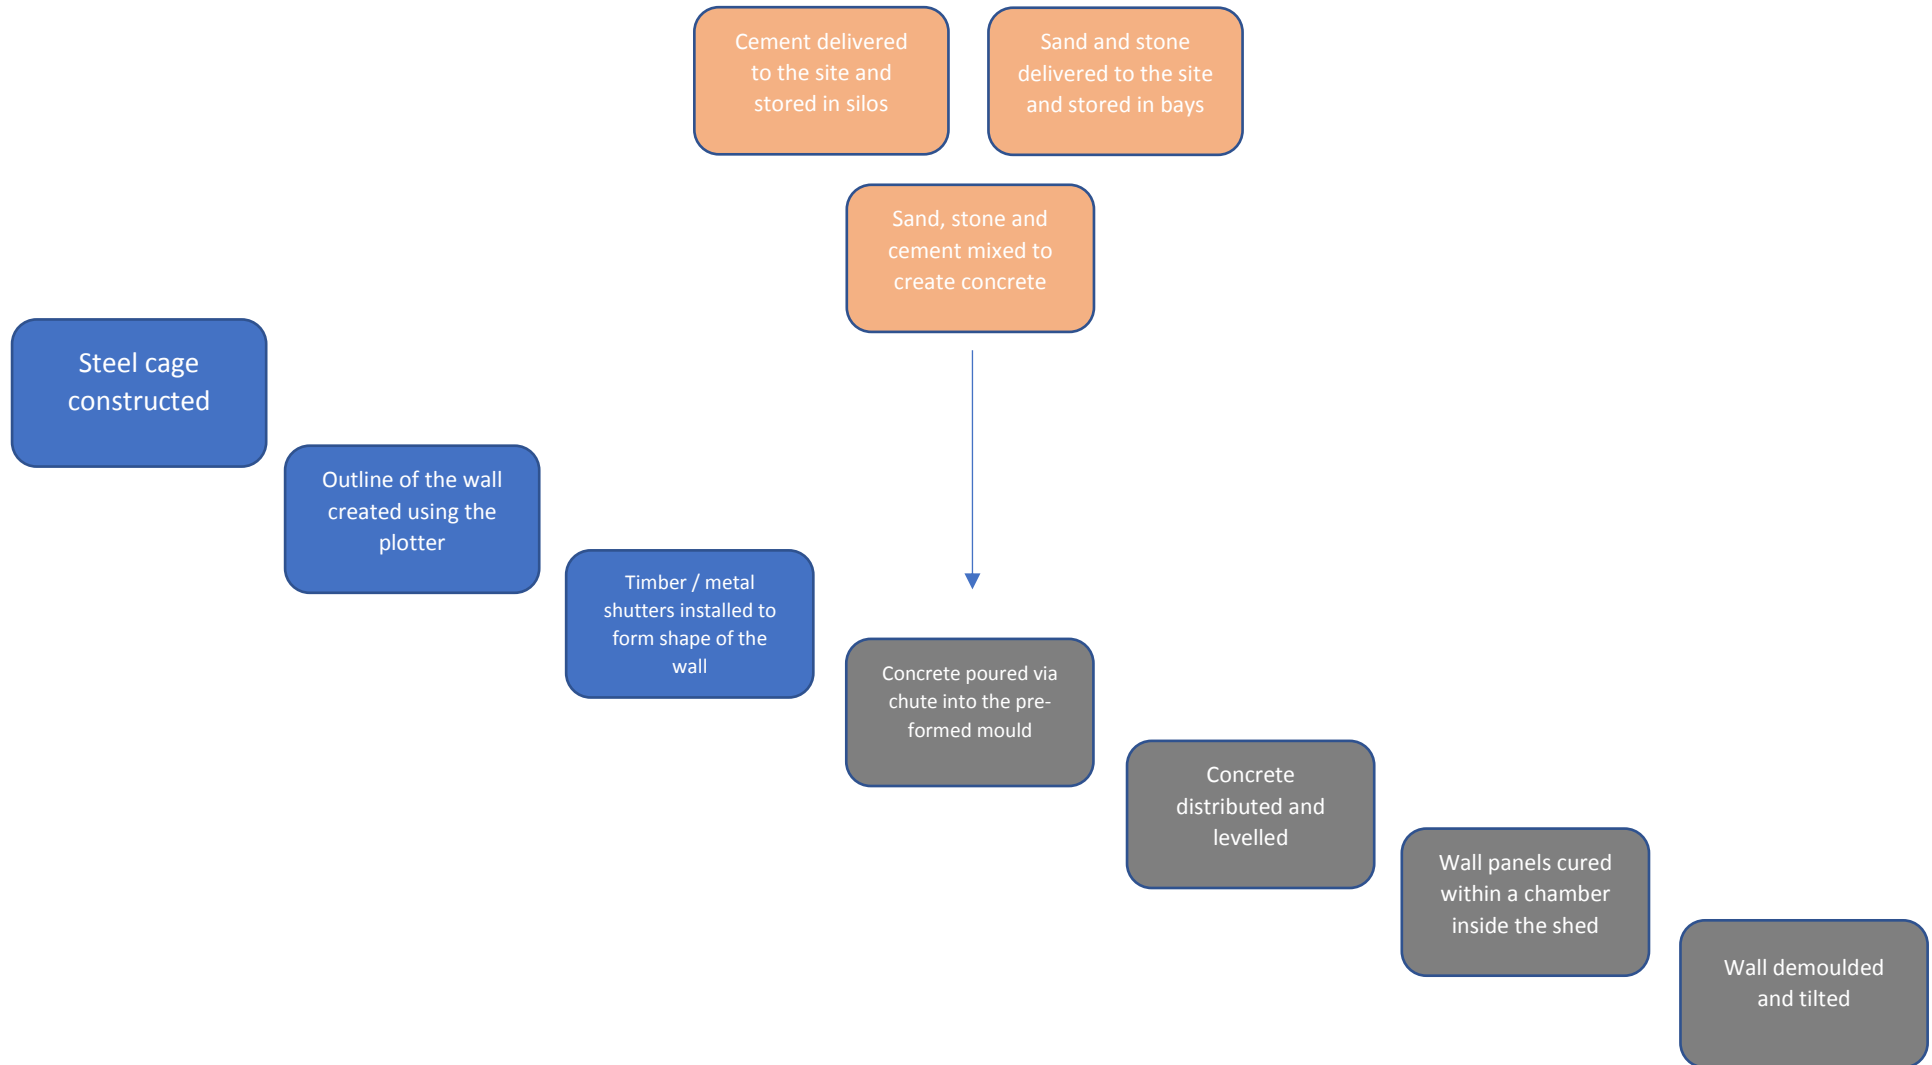 Cement delivered
to the site and
stored in silos
Sand and stone
delivered to the site
and stored in bays
Sand, stone and
cement mixed to
create concrete
Steel cage
constructed
Outline of the wall
created using the
plotter
Timber / metal
shutters installed to
form shape of the
wall
Concrete poured via
chute into the pre-
formed mould
Concrete
distributed and
levelled
Wall panels cured
within a chamber
inside the shed
Wall demoulded
and tilted